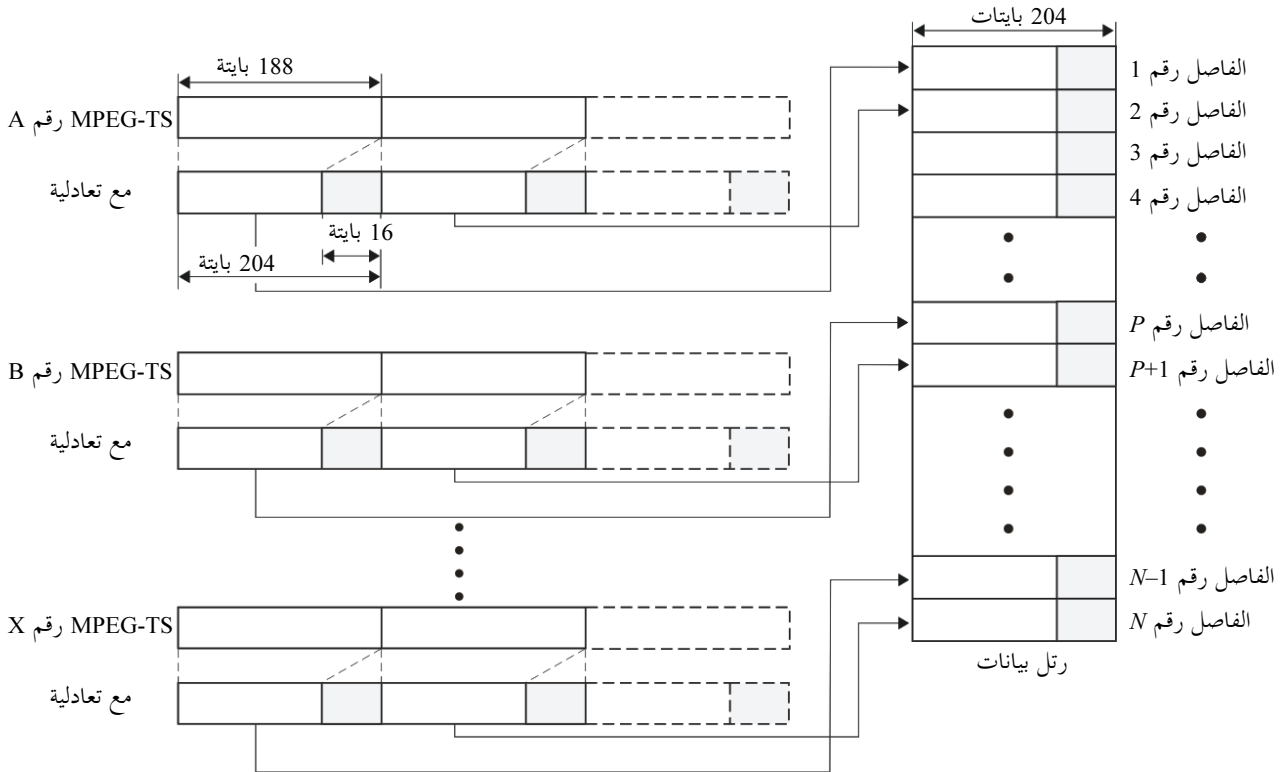 204 بايتات
188 بايتة
MPEG-TS رقم A
مع تعادلية
16 بايتة
204 بايتة
MPEG-TS رقم B
مع تعادلية
MPEG-TS رقم X
مع تعادلية
الفاصل رقم 1
الفاصل رقم 2
الفاصل رقم 3
الفاصل رقم 4
الفاصل رقم P
الفاصل رقم P+1
الفاصل رقم N–1
الفاصل رقم N
رتل بيانات